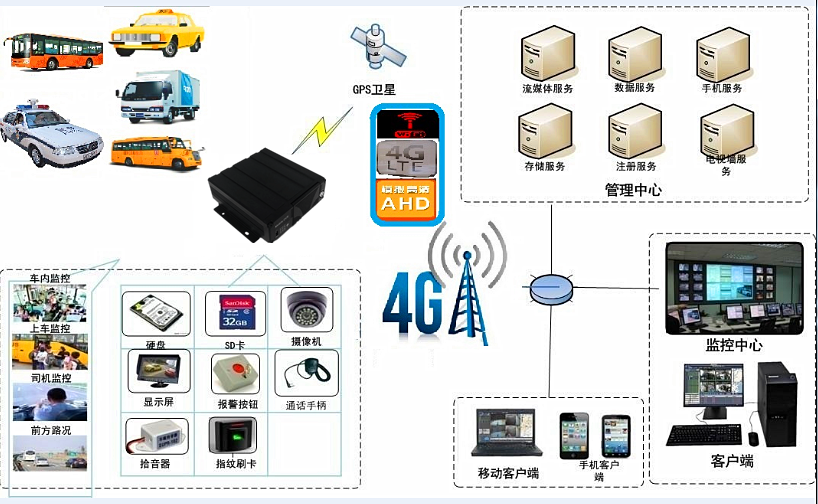 GPS卫星
WiFi
4G
LTE
AHD
流媒体服务
数据服务
手机服务
存储服务
注册服务
电视墙服
务
管理中心
4G
车内监控
上车监控
司机监控
前方路况
SanDisk
32GB
硬盘
SD卡
摄像机
显示屏
报警按钮
通话手柄
拾音器
指纹刷卡
监控中心
客户端
移动客户端
手机客户
端